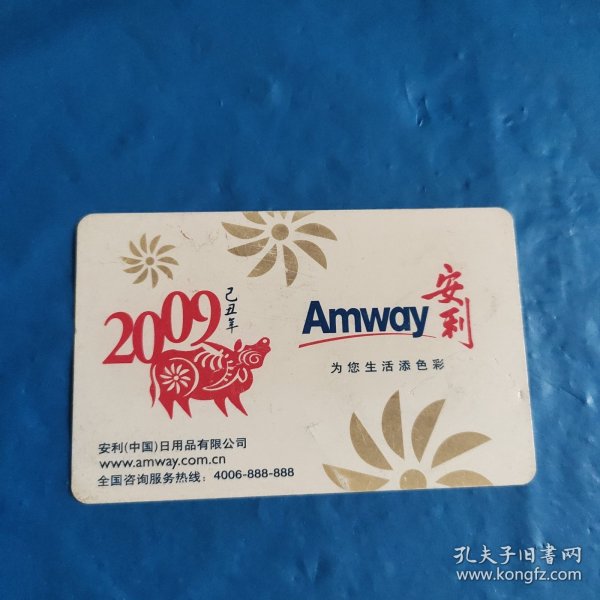 2009
己丑年
Amway
安利
为您生活添色彩
安利(中国)日用品有限公司
www.amway.com.cn
全国咨询服务热线：4006-888-888
孔夫子旧书网
www.kongfz.com